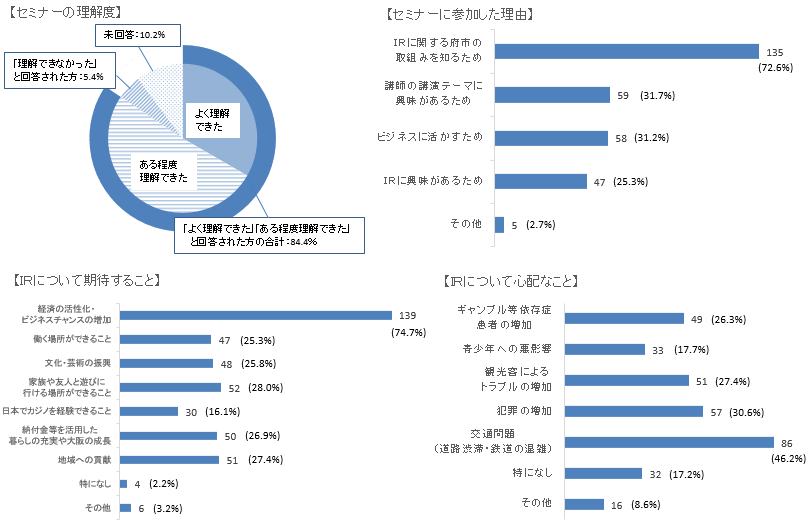 【セミナーの理解度】
未回答：10.2%
「理解できなかった」
と回答された方：5.4%
よく理解
できた
ある程度
理解できた
「よく理解できた」「ある程度理解できた」
と回答された方の合計：84.4%
【セミナーに参加した理由】
IRに関する府市の
取組みを知るため
135
(72.6%)
講師の講演テーマに
興味があるため
59 (31.7%)
ビジネスに活かすため
58 (31.2%)
IRに興味があるため
47 (25.3%)
その他
5 (2.7%)
【IRについて期待すること】
経済の活性化・
ビジネスチャンスの増加
139
(74.7%)
働く場所ができること
47 (25.3%)
文化・芸術の振興
48 (25.8%)
家族や友人と遊びに
行ける場所ができること
52 (28.0%)
日本でカジノを経験できること
30 (16.1%)
納付金等を活用した
暮らしの充実や大阪の成長
50 (26.9%)
地域への貢献
51 (27.4%)
特になし
4 (2.2%)
その他
6 (3.2%)
【IRについて心配なこと】
ギャンブル等依存症
患者の増加
49 (26.3%)
青少年への悪影響
33 (17.7%)
観光客による
トラブルの増加
51 (27.4%)
犯罪の増加
57 (30.6%)
交通問題
（道路渋滞・鉄道の混雑）
86
(46.2%)
特になし
32 (17.2%)
その他
16 (8.6%)